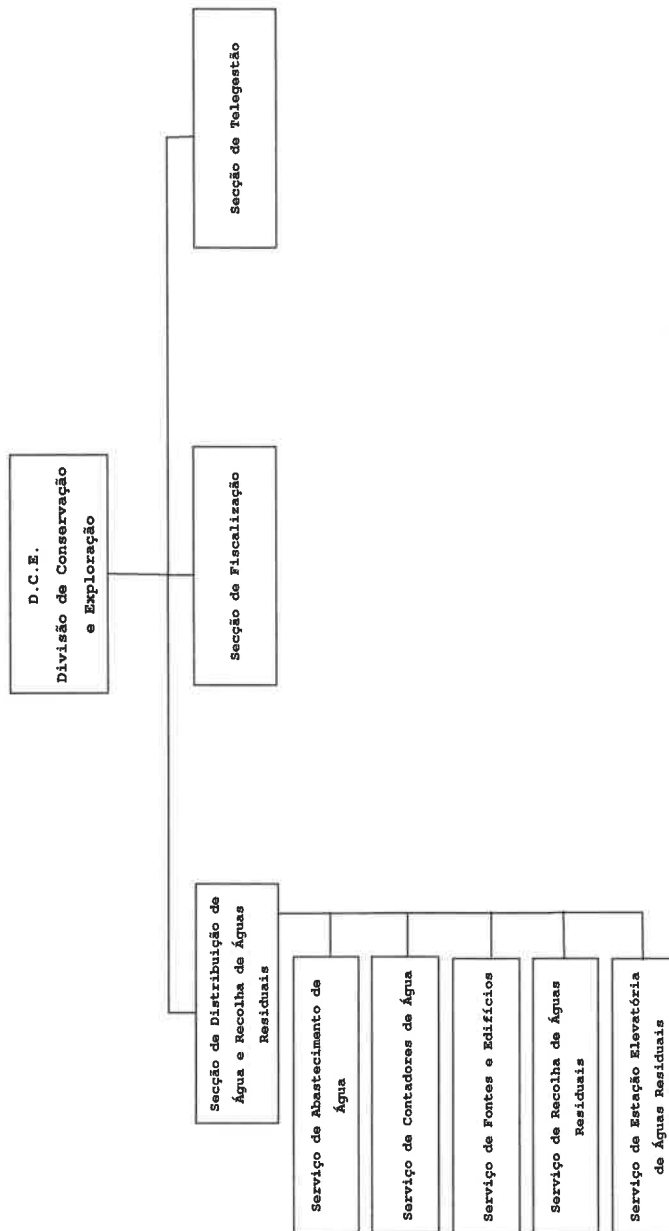 D.C.E.
Divisão de Conservação
e Exploração
Secção de Distribuição de
Água e Recolha de Águas
Residuais
Secção de Fiscalização
Secção de Telegestão
Serviço de Abastecimento de
Água
Serviço de Contadores de Água
Serviço de Fontes e Edifícios
Serviço de Recolha de Águas
Residuais
Serviço de Estação Elevatória
de Águas Residuais